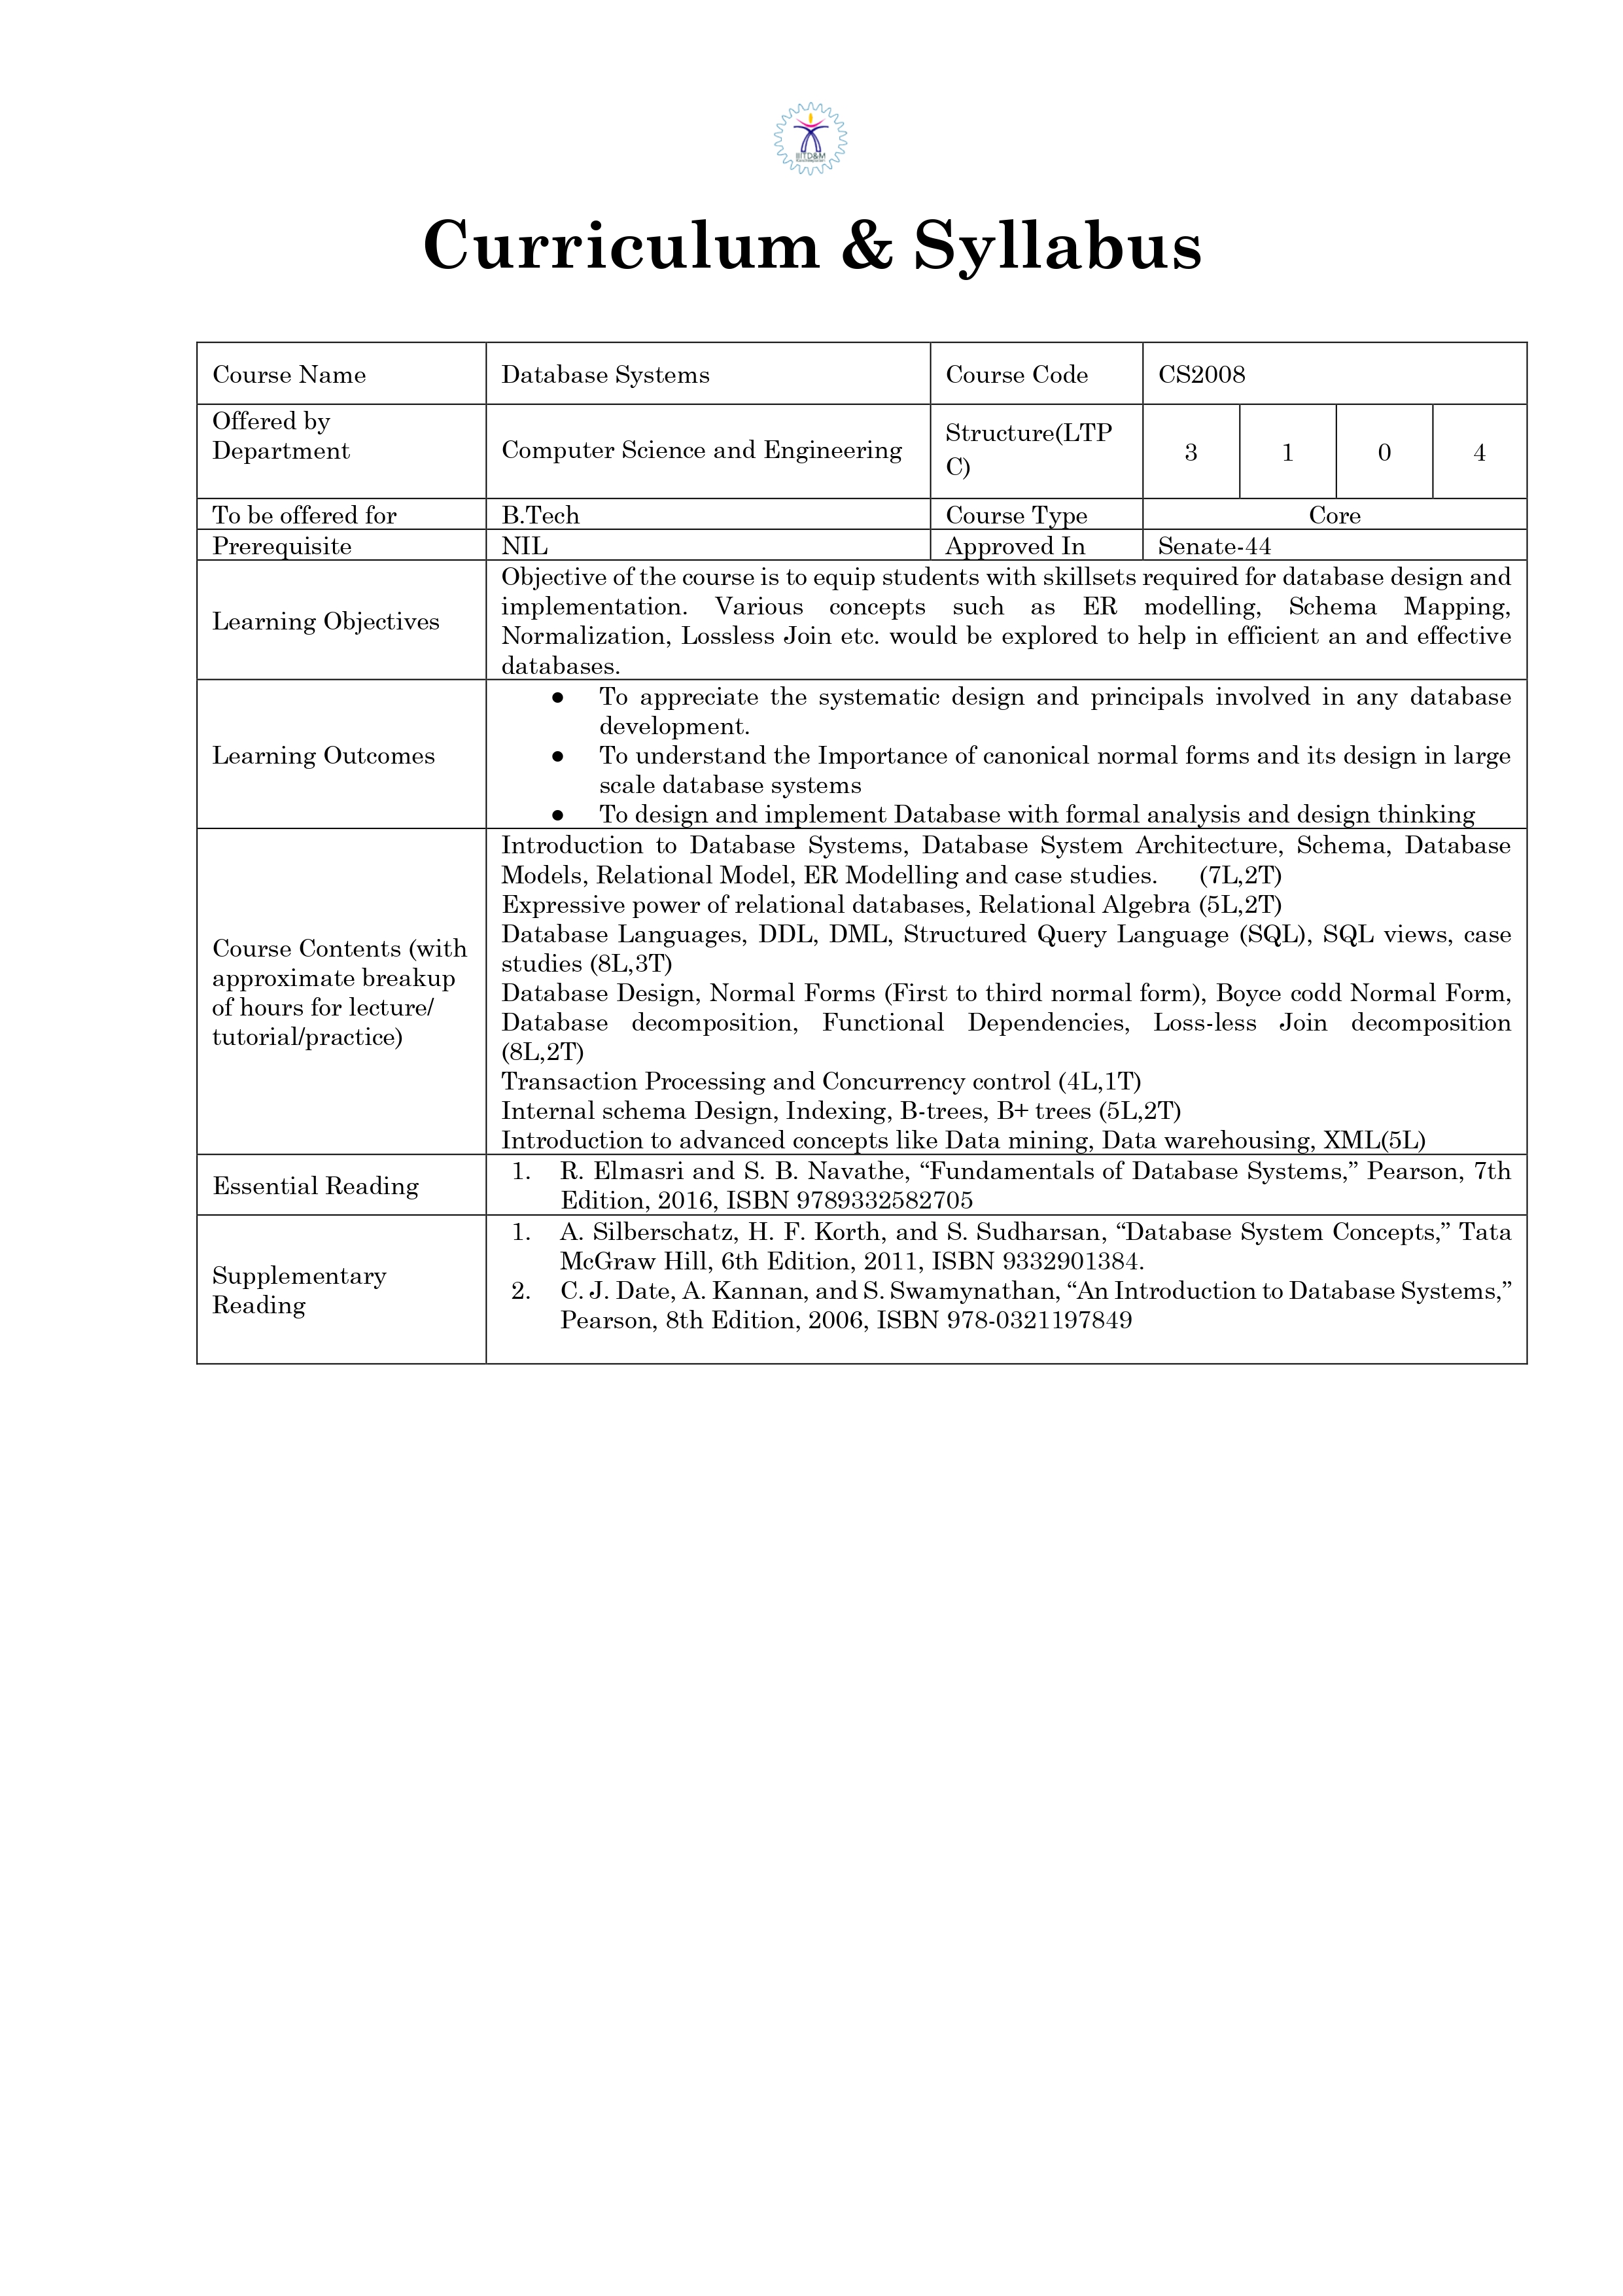 IIITD&M
Curriculum & Syllabus
Course Name Database Systems Course Code CS2008
Offered by
Department
Computer Science and Engineering
Structure(LTP
C)
3 1 0 4
To be offered for B.Tech Course Type Core
Prerequisite NIL Approved In Senate-44
Learning Objectives
Objective of the course is to equip students with skillsets required for database design and
implementation. Various concepts such as ER modelling, Schema Mapping,
Normalization, Lossless Join etc. would be explored to help in efficient an and effective
databases.
Learning Outcomes
● To appreciate the systematic design and principals involved in any database
development.
● To understand the Importance of canonical normal forms and its design in large
scale database systems
● To design and implement Database with formal analysis and design thinking
Course Contents (with
approximate breakup
of hours for lecture/
tutorial/practice)
Introduction to Database Systems, Database System Architecture, Schema, Database
Models, Relational Model, ER Modelling and case studies. (7L,2T)
Expressive power of relational databases, Relational Algebra (5L,2T)
Database Languages, DDL, DML, Structured Query Language (SQL), SQL views, case
studies (8L,3T)
Database Design, Normal Forms (First to third normal form), Boyce codd Normal Form,
Database decomposition, Functional Dependencies, Loss-less Join decomposition
(8L,2T)
Transaction Processing and Concurrency control (4L,1T)
Internal schema Design, Indexing, B-trees, B+ trees (5L,2T)
Introduction to advanced concepts like Data mining, Data warehousing, XML(5L)
Essential Reading
1. R. Elmasri and S. B. Navathe, “Fundamentals of Database Systems,” Pearson, 7th
Edition, 2016, ISBN 9789332582705
Supplementary
Reading
1. A. Silberschatz, H. F. Korth, and S. Sudharsan, “Database System Concepts,” Tata
McGraw Hill, 6th Edition, 2011, ISBN 9332901384.
2. C. J. Date, A. Kannan, and S. Swamynathan, “An Introduction to Database Systems,”
Pearson, 8th Edition, 2006, ISBN 978-0321197849